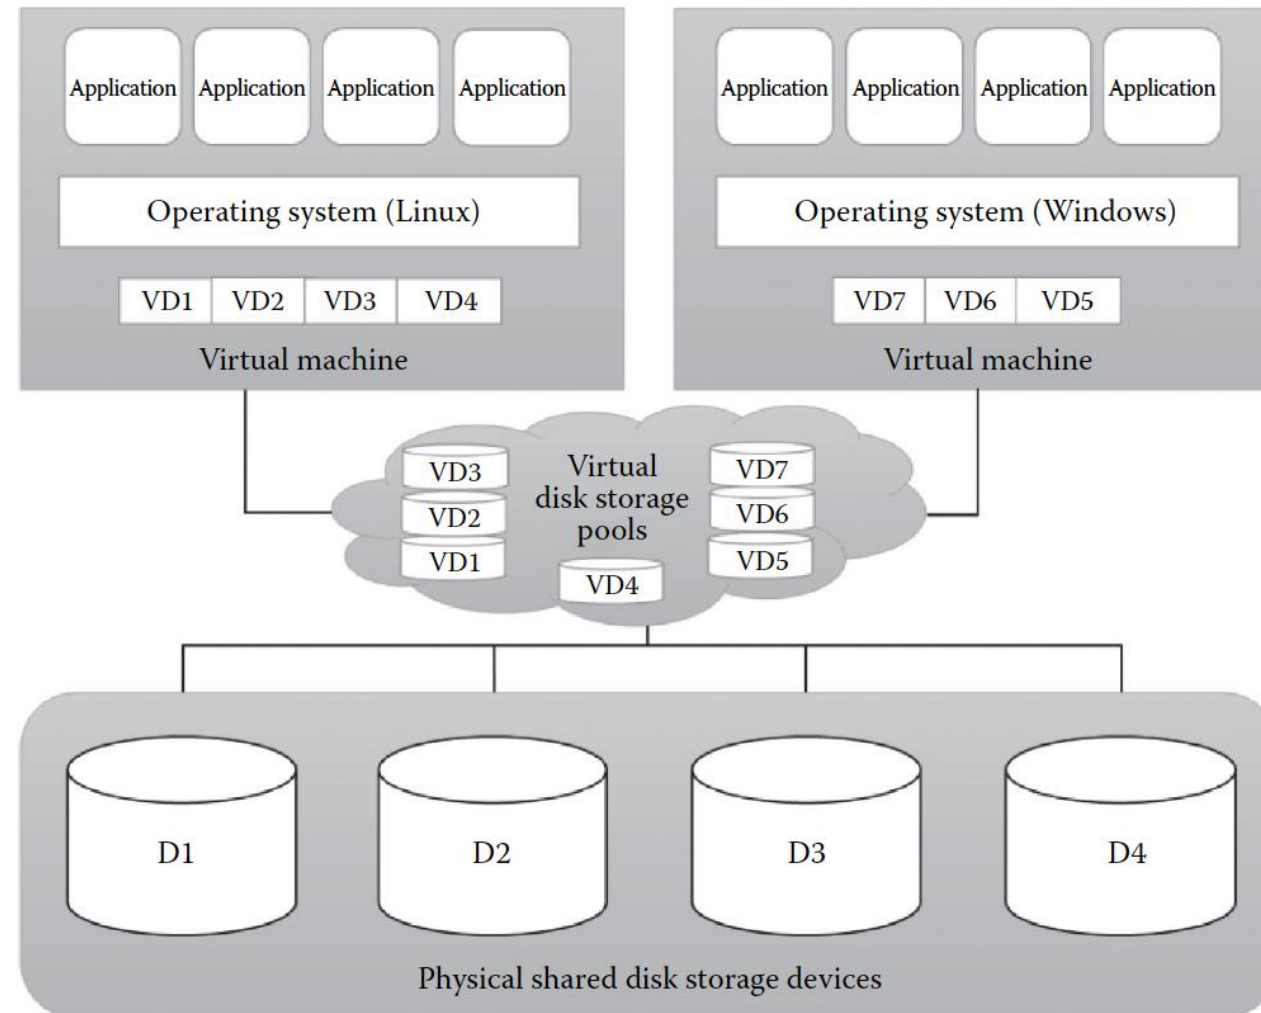 Application Application Application Application
Operating system (Linux)
VD1 VD2 VD3 VD4
Virtual machine
Application Application Application Application
Operating system (Windows)
VD7 VD6 VD5
Virtual machine
VD3
VD2
VD1
Virtual
disk storage
pools
VD4
VD7
VD6
VD5
D1 D2 D3 D4
Physical shared disk storage devices